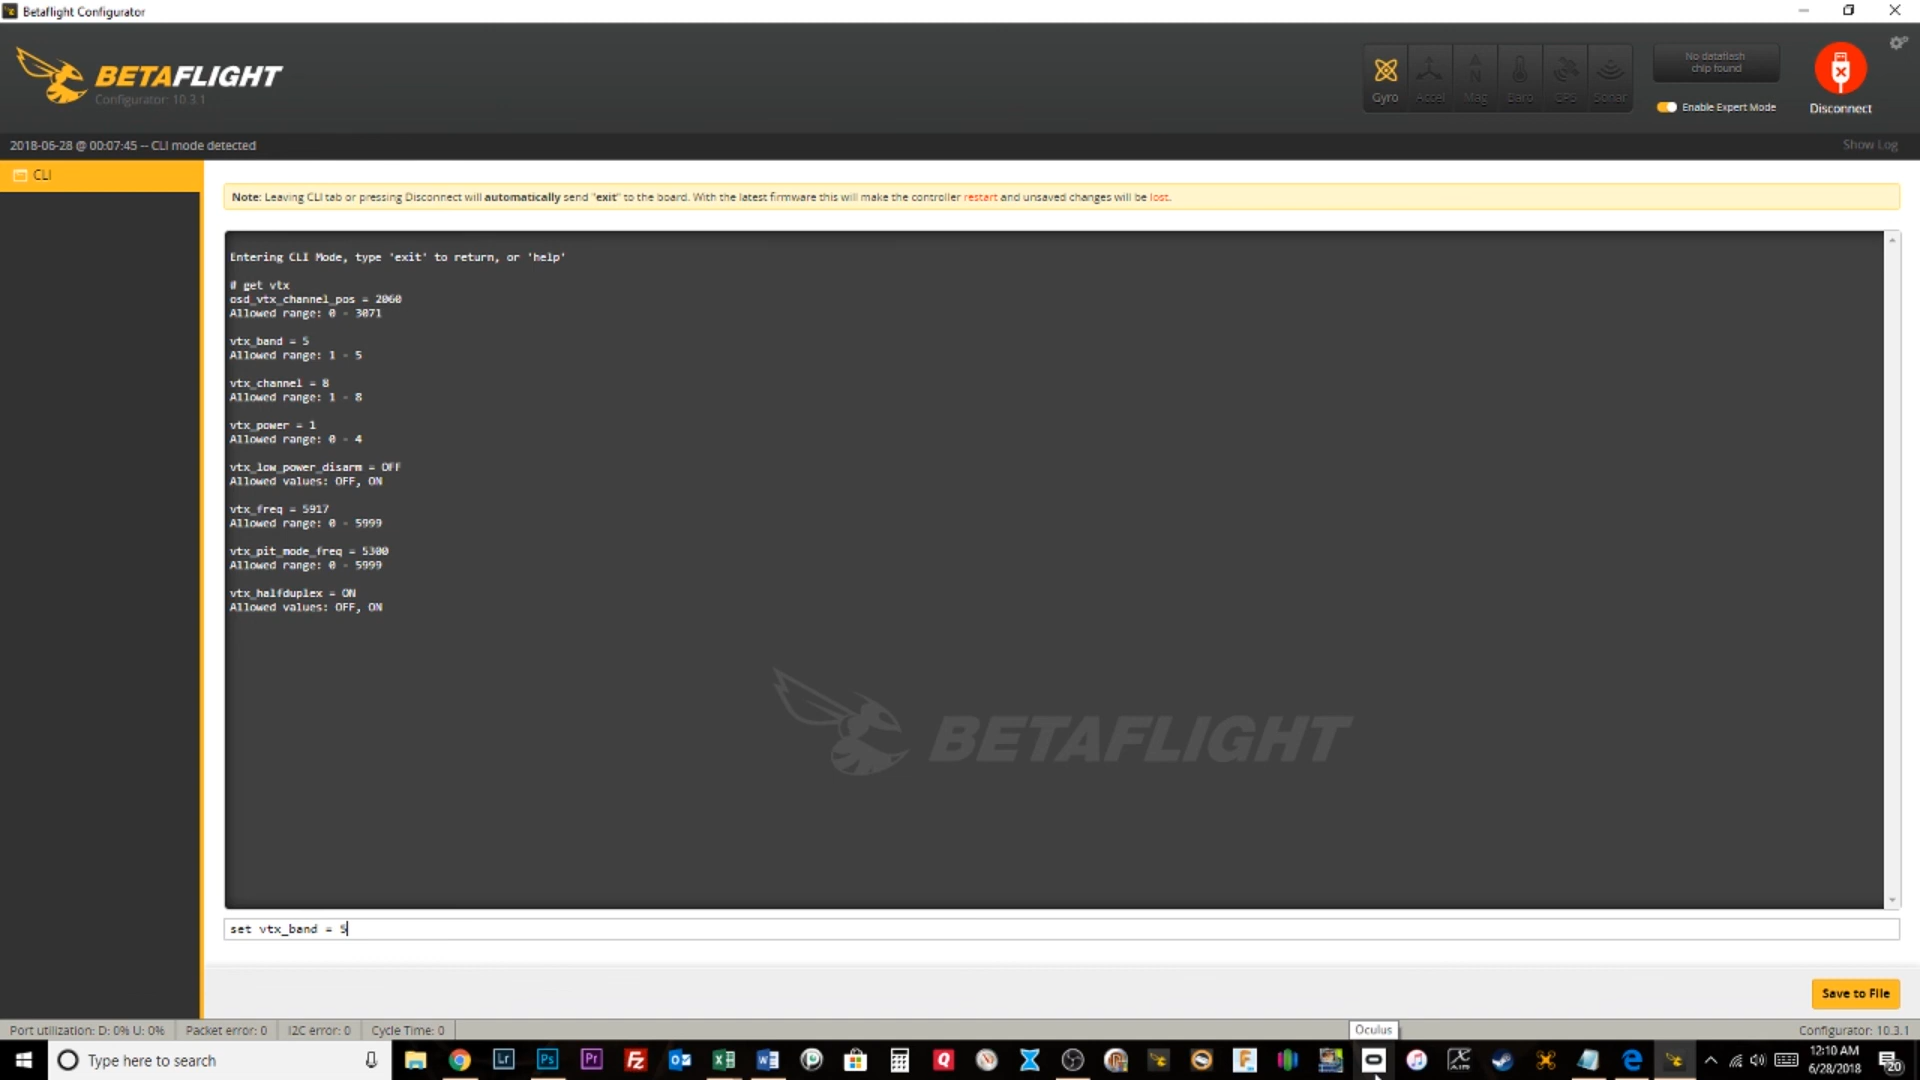 Betaflight Configurator
BETAFLIGHT
Configurator: 10.3.1
Gyro Accel Mag Baro GPS Sonar
No dataflash
chip found
Enable Expert Mode
Disconnect
2018-06-28 @ 00:07:45 -- CLI mode detected
Show Log
CLI
Note: Leaving CLI tab or pressing Disconnect will automatically send "exit" to the board. With the latest firmware this will make the controller restart and unsaved changes will be lost.
Entering CLI Mode, type 'exit' to return, or 'help'
# get vtx
osd_vtx_channel_pos = 2060
Allowed range: 0 - 3071
vtx_band = 5
Allowed range: 1 - 5
vtx_channel = 8
Allowed range: 1 - 8
vtx_power = 1
Allowed range: 0 - 4
vtx_low_power_disarm = OFF
Allowed values: OFF, ON
vtx_freq = 5917
Allowed range: 0 - 5999
vtx_pit_mode_freq = 5300
Allowed range: 0 - 5999
vtx_halfduplex = ON
Allowed values: OFF, ON
BETAFLIGHT
set vtx_band = 5
Save to File
Port utilization: D: 0% U: 0% Packet error: 0 I2C error: 0 Cycle Time: 0
Oculus
Configurator: 10.3.1
Type here to search
Lr Ps Pr Fz
12:10 AM
6/28/2018
20